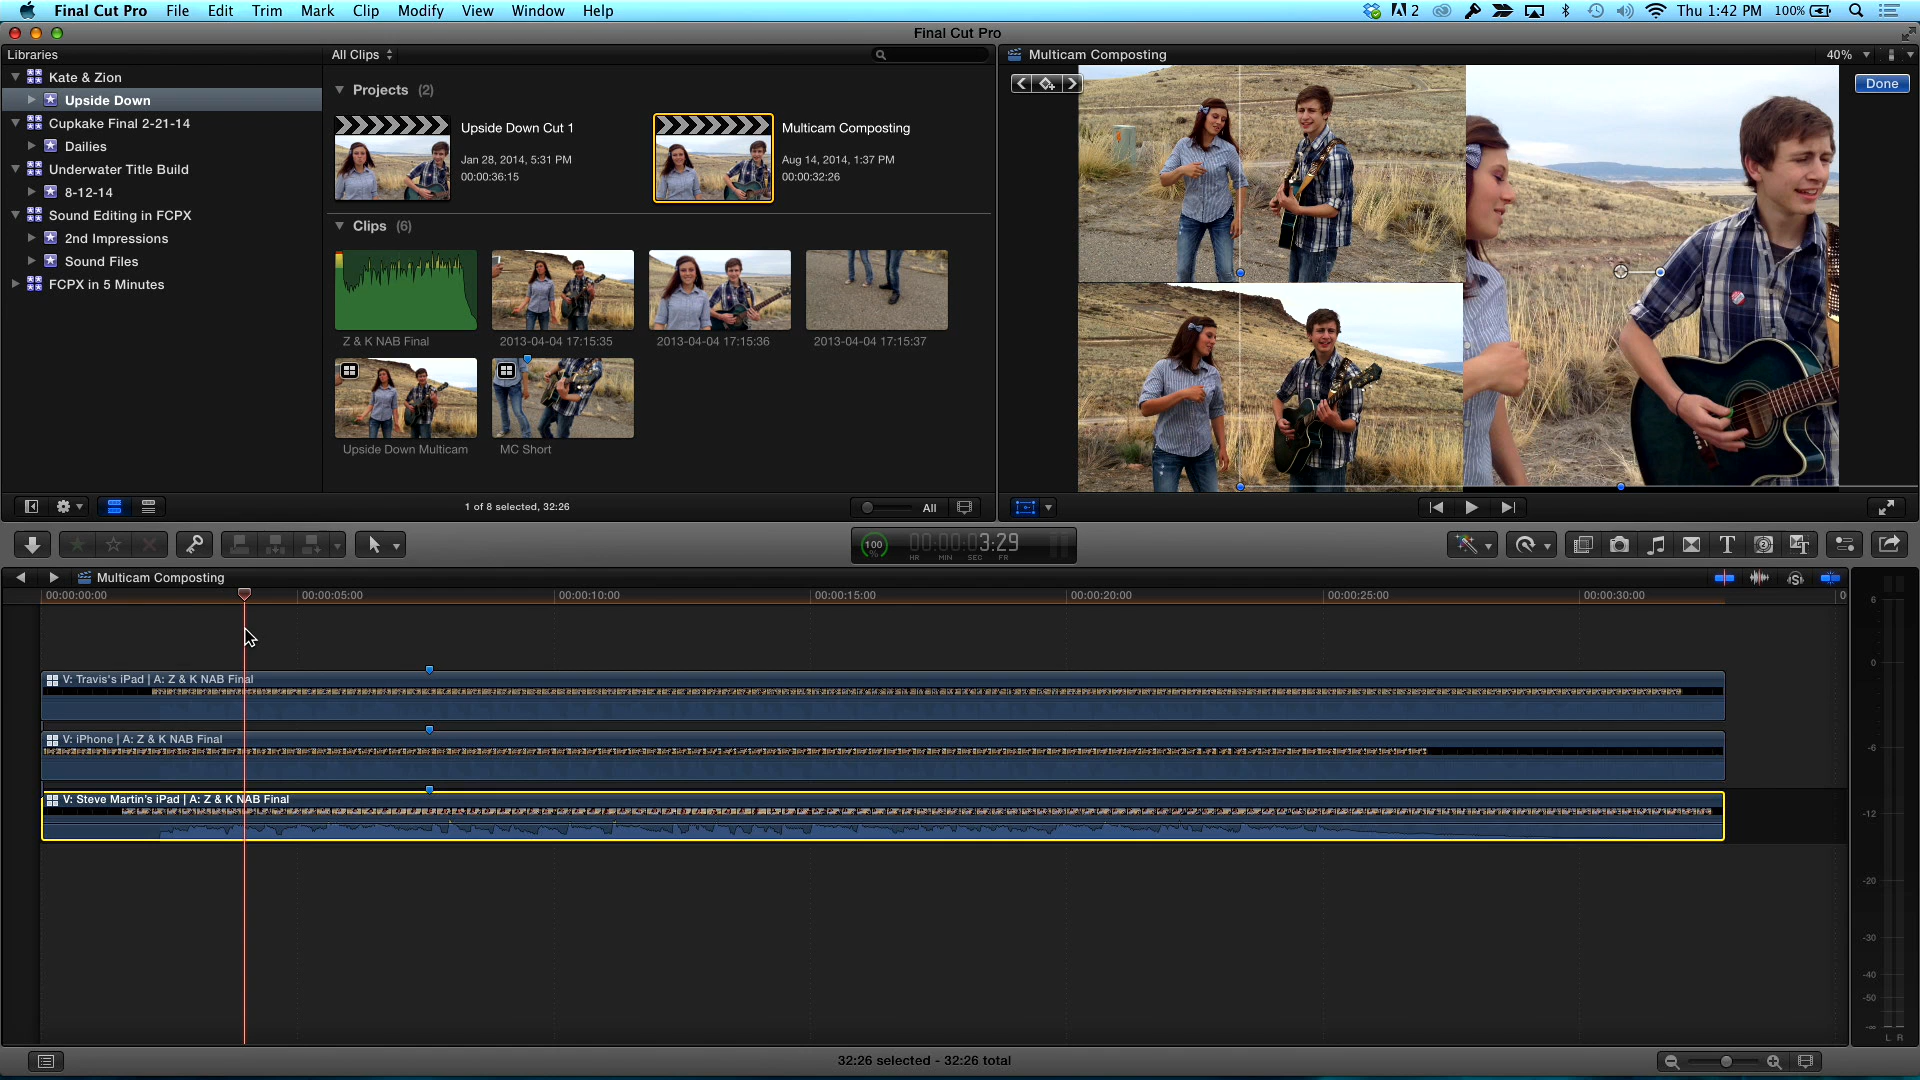 Final Cut Pro File Edit Trim Mark Clip Modify View Window Help 2 Thu 1:42 PM 100%
Final Cut Pro
Libraries
All Clips
Multicam Composting
40%
Kate & Zion
Upside Down
Cupkake Final 2-21-14
Dailies
Underwater Title Build
8-12-14
Sound Editing in FCPX
2nd Impressions
Sound Files
FCPX in 5 Minutes
Projects (2)
Upside Down Cut 1
Jan 28, 2014, 5:31 PM
00:00:36:15
Multicam Composting
Aug 14, 2014, 1:37 PM
00:00:32:26
Clips (6)
Z & K NAB Final
2013-04-04 17:15:35
2013-04-04 17:15:36
2013-04-04 17:15:37
Upside Down Multicam
MC Short
Done
1 of 8 selected, 32:26
All
100 %
00:00:03:29
HR MIN SEC FR
Multicam Composting
00:00:00:00 00:00:05:00 00:00:10:00 00:00:15:00 00:00:20:00 00:00:25:00 00:00:30:00 0
V: Travis's iPad | A: Z & K NAB Final
V: iPhone | A: Z & K NAB Final
V: Steve Martin's iPad | A: Z & K NAB Final
6
0
-6
-12
-20
-30
-40
-50
-∞
L R
32:26 selected - 32:26 total